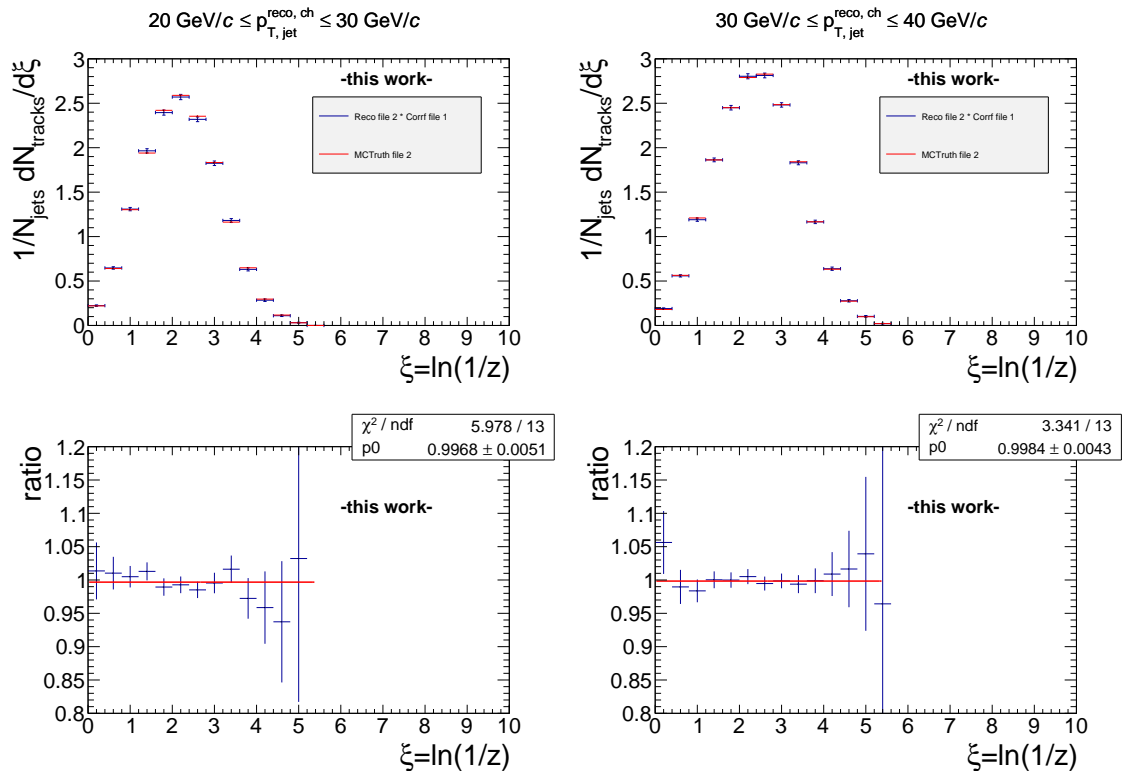 20 GeV/c ≤ p_{T, jet}^{reco, ch} ≤ 30 GeV/c
1/N_{jets} dN_{tracks}/dξ
3
2.5
2
1.5
1
0.5
0
-this work-
Reco file 2 * Corrf file 1
MCTruth file 2
0 1 2 3 4 5 6 7 8 9 10
ξ=ln(1/z)
30 GeV/c ≤ p_{T, jet}^{reco, ch} ≤ 40 GeV/c
1/N_{jets} dN_{tracks}/dξ
3
2.5
2
1.5
1
0.5
0
-this work-
Reco file 2 * Corrf file 1
MCTruth file 2
0 1 2 3 4 5 6 7 8 9 10
ξ=ln(1/z)
χ² / ndf 5.978 / 13
p0 0.9968 ± 0.0051
ratio
1.2
1.15
1.1
1.05
1
0.95
0.9
0.85
0.8
-this work-
0 1 2 3 4 5 6 7 8 9 10
ξ=ln(1/z)
χ² / ndf 3.341 / 13
p0 0.9984 ± 0.0043
ratio
1.2
1.15
1.1
1.05
1
0.95
0.9
0.85
0.8
-this work-
0 1 2 3 4 5 6 7 8 9 10
ξ=ln(1/z)